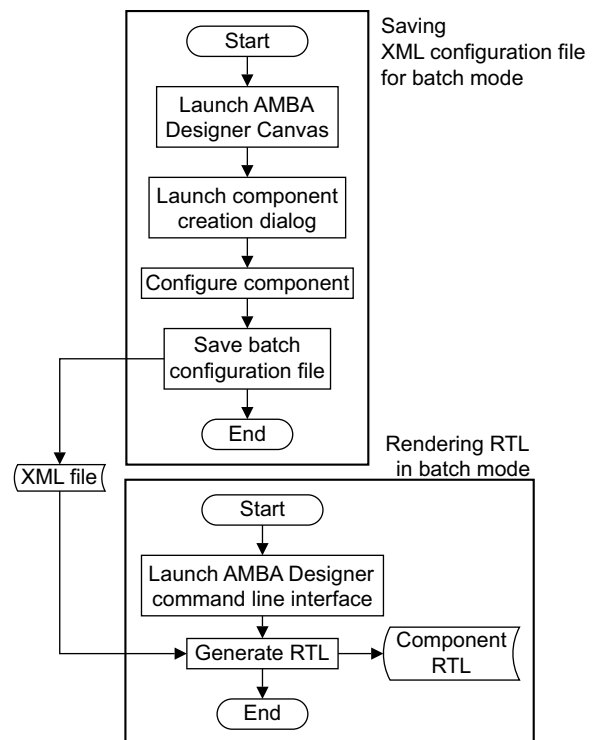 Saving
XML configuration file
for batch mode
Start
Launch AMBA
Designer Canvas
Launch component
creation dialog
Configure component
Save batch
configuration file
End
XML file
Rendering RTL
in batch mode
Start
Launch AMBA Designer
command line interface
Generate RTL
Component
RTL
End